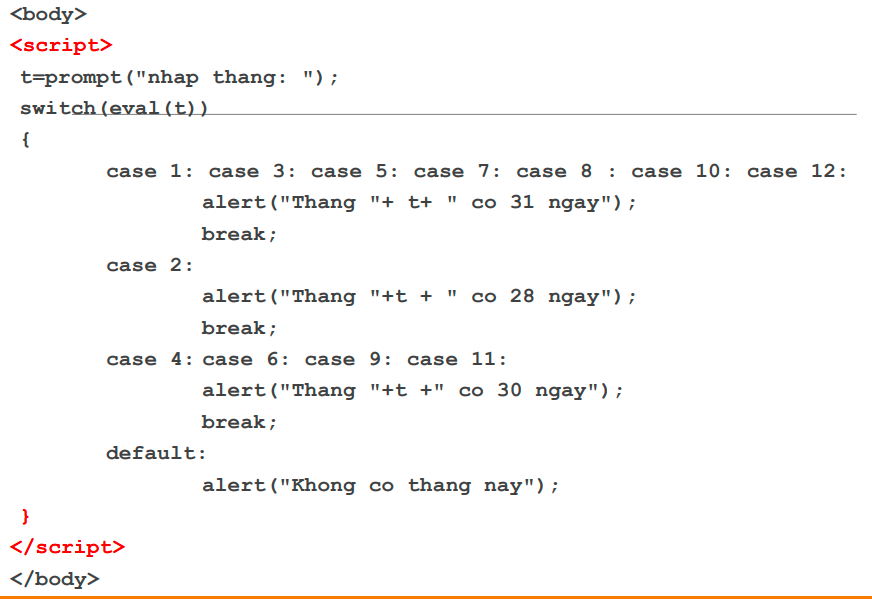 <body>
<script>
t=prompt("nhap thang: ");
switch(eval(t))
{
case 1: case 3: case 5: case 7: case 8 : case 10: case 12:
alert("Thang "+ t+ " co 31 ngay");
break;
case 2:
alert("Thang "+t + " co 28 ngay");
break;
case 4: case 6: case 9: case 11:
alert("Thang "+t +" co 30 ngay");
break;
default:
alert("Khong co thang nay");
}
</script>
</body>